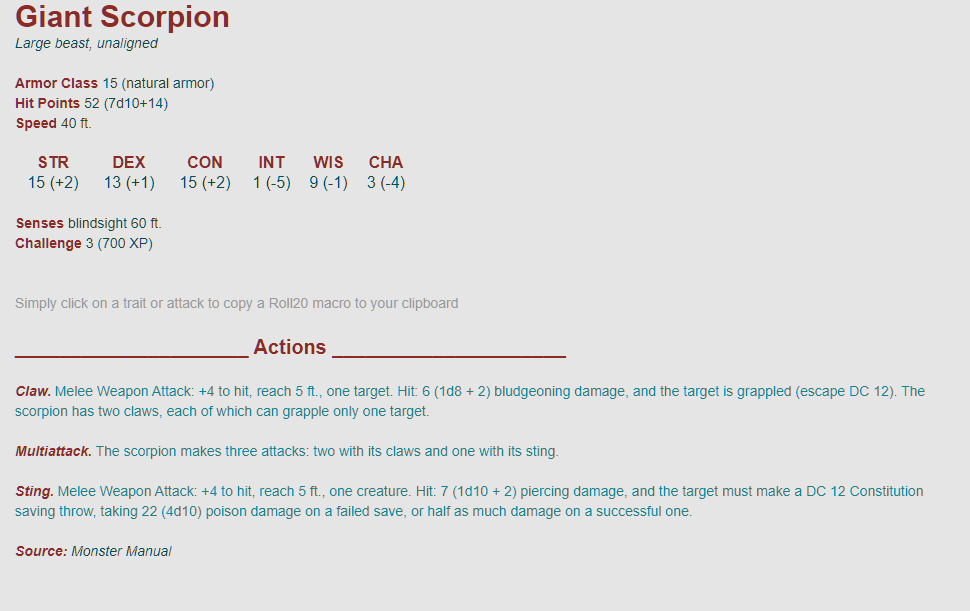 Giant Scorpion
Large beast, unaligned
Armor Class 15 (natural armor)
Hit Points 52 (7d10+14)
Speed 40 ft.
STR DEX CON INT WIS CHA
15 (+2) 13 (+1) 15 (+2) 1 (-5) 9 (-1) 3 (-4)
Senses blindsight 60 ft.
Challenge 3 (700 XP)
Simply click on a trait or attack to copy a Roll20 macro to your clipboard
_____________________ Actions _____________________
Claw. Melee Weapon Attack: +4 to hit, reach 5 ft., one target. Hit: 6 (1d8 + 2) bludgeoning damage, and the target is grappled (escape DC 12). The
scorpion has two claws, each of which can grapple only one target.
Multiattack. The scorpion makes three attacks: two with its claws and one with its sting.
Sting. Melee Weapon Attack: +4 to hit, reach 5 ft., one creature. Hit: 7 (1d10 + 2) piercing damage, and the target must make a DC 12 Constitution
saving throw, taking 22 (4d10) poison damage on a failed save, or half as much damage on a successful one.
Source: Monster Manual